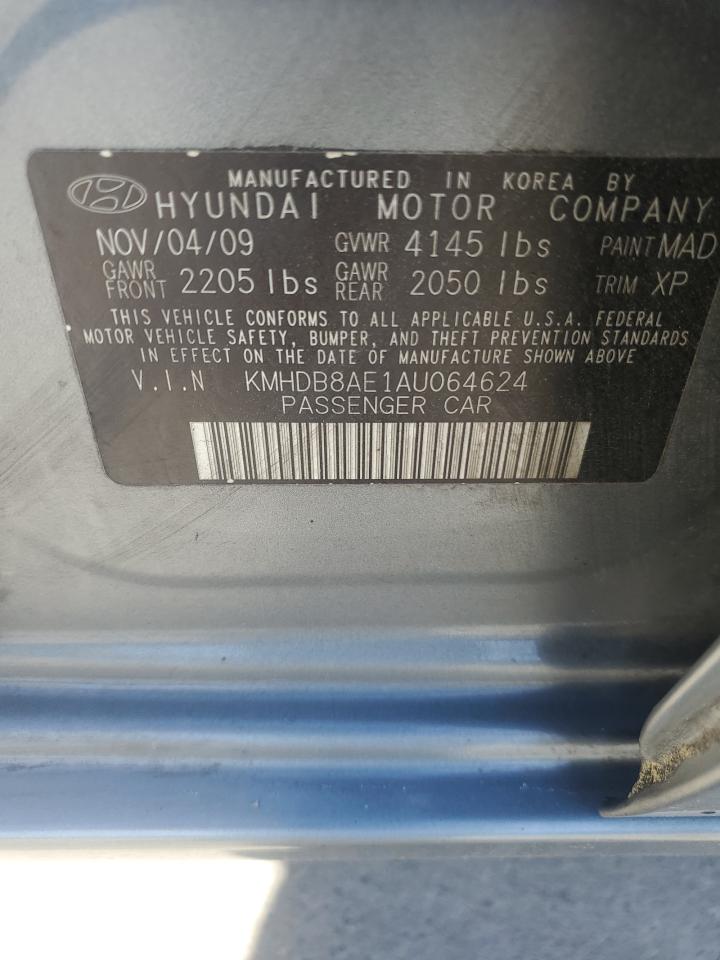 MANUFACTURED IN KOREA BY
HYUNDAI MOTOR COMPANY
NOV/04/09 GVWR 4145 lbs PAINT MAD
GAWR FRONT 2205 lbs GAWR REAR 2050 lbs TRIM XP
THIS VEHICLE CONFORMS TO ALL APPLICABLE U.S.A. FEDERAL
MOTOR VEHICLE SAFETY, BUMPER, AND THEFT PREVENTION STANDARDS
IN EFFECT ON THE DATE OF MANUFACTURE SHOWN ABOVE
V.I.N KMHDB8AE1AU064624
PASSENGER CAR